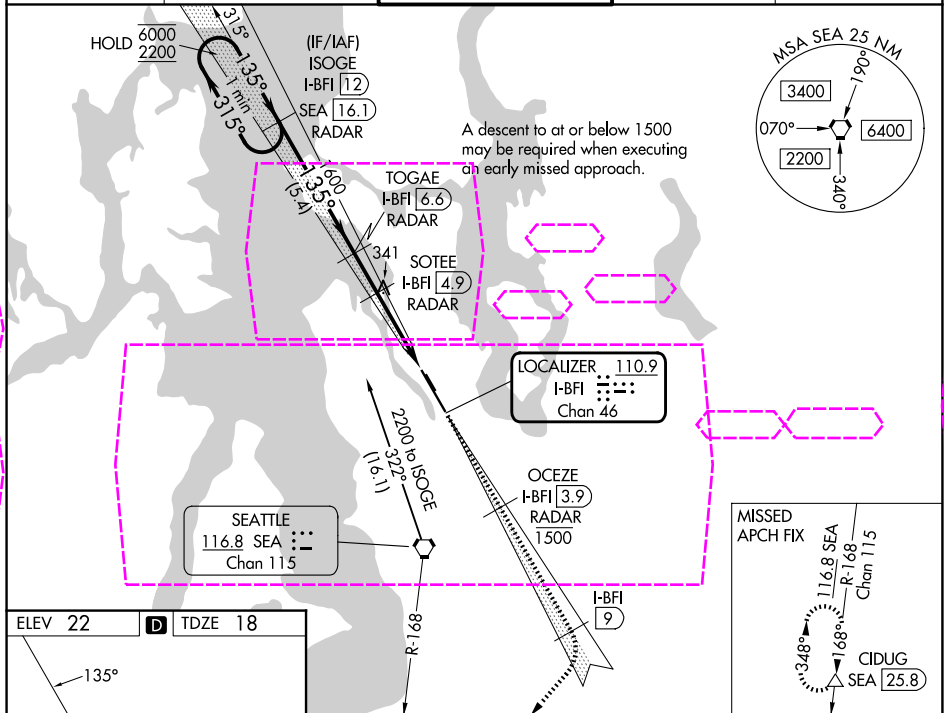 HOLD 6000
2200
315°
135°
1 min
315°
(IF/IAF)
ISOGE
I-BFI 12
SEA 16.1
RADAR
135°
1600
(5.4)
A descent to at or below 1500
may be required when executing
an early missed approach.
MSA SEA 25 NM
190°
3400
070°
6400
2200
340°
TOGAE
I-BFI 6.6
RADAR
341
SOTEE
I-BFI 4.9
RADAR
LOCALIZER 110.9
I-BFI
Chan 46
2200 to ISOGE
322°
(16.1)
OCEZE
I-BFI 3.9
RADAR
1500
SEATTLE
116.8 SEA
Chan 115
R-168
I-BFI
9
MISSED
APCH FIX
116.8 SEA
R-168
Chan 115
348°
168°
CIDUG
SEA 25.8
ELEV 22 D TDZE 18
135°